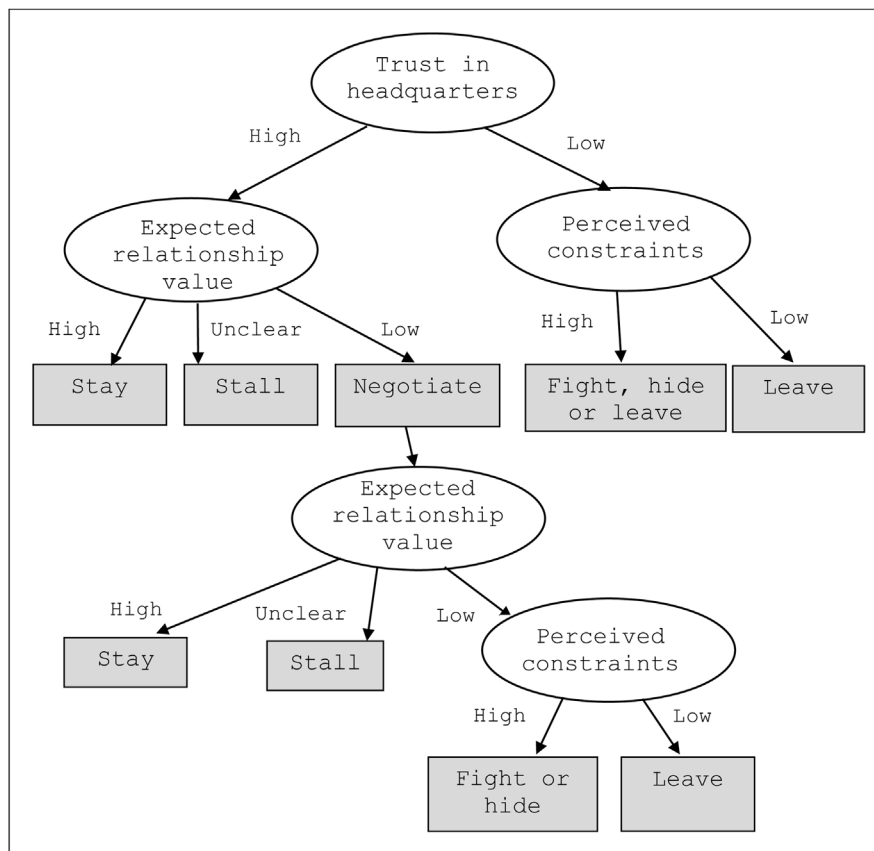 Trust in
headquarters
High
Low
Expected
relationship
value
Perceived
constraints
High
Unclear
Low
High
Low
Stay
Stall
Negotiate
Fight, hide
or leave
Leave
Expected
relationship
value
High
Unclear
Low
Perceived
constraints
Stay
Stall
High
Low
Fight or
hide
Leave